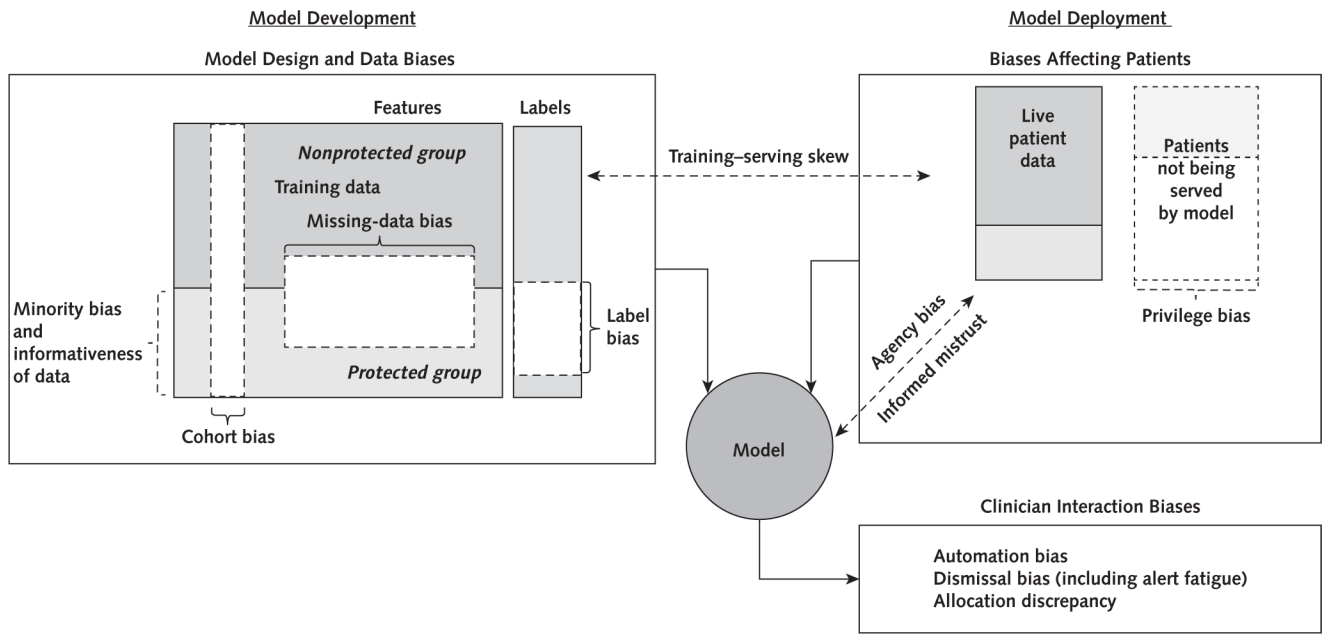 Model Development
Model Design and Data Biases
Features
Labels
Nonprotected group
Training data
Missing-data bias
Minority bias
and
informativeness
of data
Label
bias
Protected group
Cohort bias
Training–serving skew
Model Deployment
Biases Affecting Patients
Live
patient
data
Patients
not being
served
by model
Privilege bias
Agency bias
Informed mistrust
Model
Clinician Interaction Biases
Automation bias
Dismissal bias (including alert fatigue)
Allocation discrepancy